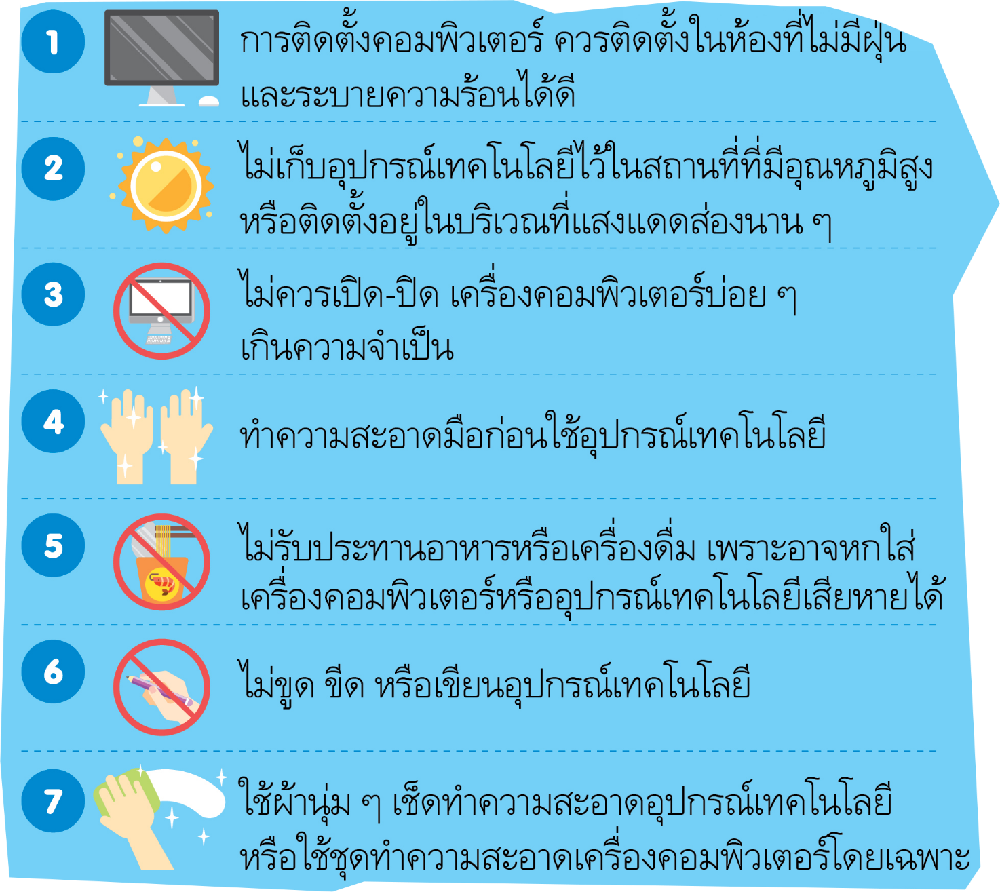 1
การติดตั้งคอมพิวเตอร์ ควรติดตั้งในห้องที่ไม่มีฝุ่น
และระบายความร้อนได้ดี
2
ไม่เก็บอุปกรณ์เทคโนโลยีไว้ในสถานที่ที่มีอุณหภูมิสูง
หรือติดตั้งอยู่ในบริเวณที่แสงแดดส่องนาน ๆ
3
ไม่ควรเปิด-ปิด เครื่องคอมพิวเตอร์บ่อย ๆ
เกินความจำเป็น
4
ทำความสะอาดมือก่อนใช้อุปกรณ์เทคโนโลยี
5
ไม่รับประทานอาหารหรือเครื่องดื่ม เพราะอาจหกใส่
เครื่องคอมพิวเตอร์หรืออุปกรณ์เทคโนโลยีเสียหายได้
6
ไม่ขูด ขีด หรือเขียนอุปกรณ์เทคโนโลยี
7
ใช้ผ้านุ่ม ๆ เช็ดทำความสะอาดอุปกรณ์เทคโนโลยี
หรือใช้ชุดทำความสะอาดเครื่องคอมพิวเตอร์โดยเฉพาะ